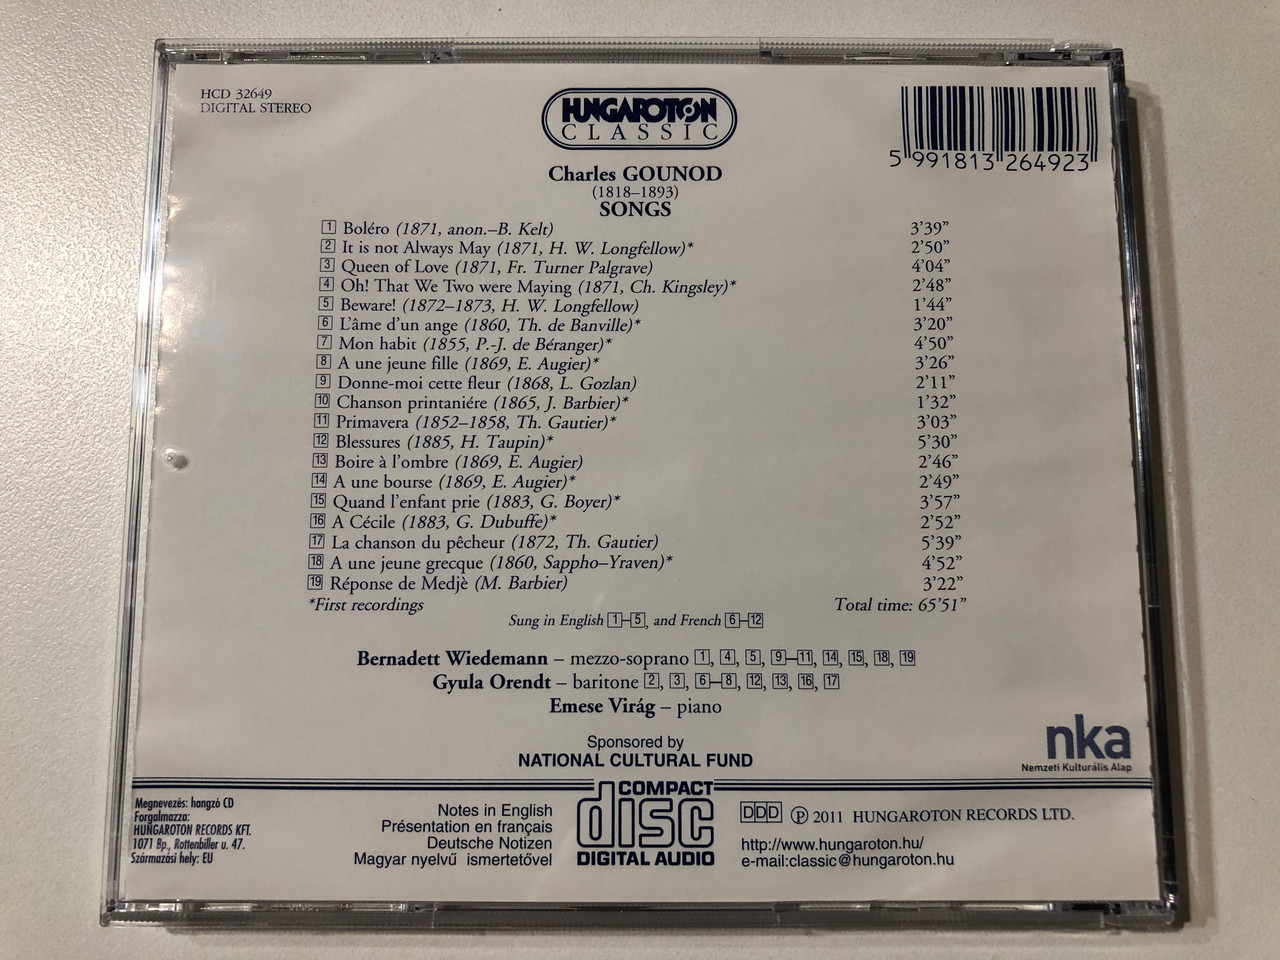 HCD 32649
DIGITAL STEREO
HUNGAROTON
CLASSIC
5 991813 264923
Charles GOUNOD
(1818–1893)
SONGS
1 Boléro (1871, anon.–B. Kelt) 3'39"
2 It is not Always May (1871, H. W. Longfellow)* 2'50"
3 Queen of Love (1871, Fr. Turner Palgrave) 4'04"
4 Oh! That We Two were Maying (1871, Ch. Kingsley)* 2'48"
5 Beware! (1872–1873, H. W. Longfellow) 1'44"
6 L'âme d'un ange (1860, Th. de Banville)* 3'20"
7 Mon habit (1855, P.-J. de Béranger)* 4'50"
8 A une jeune fille (1869, E. Augier)* 3'26"
9 Donne-moi cette fleur (1868, L. Gozlan) 2'11"
10 Chanson printaniére (1865, J. Barbier)* 1'32"
11 Primavera (1852–1858, Th. Gautier)* 3'03"
12 Blessures (1885, H. Taupin)* 5'30"
13 Boire à l'ombre (1869, E. Augier) 2'46"
14 A une bourse (1869, E. Augier)* 2'49"
15 Quand l'enfant prie (1883, G. Boyer)* 3'57"
16 A Cécile (1883, G. Dubuffe)* 2'52"
17 La chanson du pêcheur (1872, Th. Gautier) 5'39"
18 A une jeune grecque (1860, Sappho–Yraven)* 4'52"
19 Réponse de Medjè (M. Barbier) 3'22"
*First recordings Total time: 65'51"
Sung in English 1–5, and French 6–12
Bernadett Wiedemann – mezzo-soprano 1, 4, 5, 9–11, 14, 15, 18, 19
Gyula Orendt – baritone 2, 3, 6–8, 12, 13, 16, 17
Emese Virág – piano
Sponsored by
NATIONAL CULTURAL FUND
nka
Nemzeti Kulturális Alap
Megnevezés: hangzó CD
Forgalmazza:
HUNGAROTON RECORDS KFT.
1071 Bp., Rottenbiller u. 47.
Származási hely: EU
Notes in English
Présentation en français
Deutsche Notizen
Magyar nyelvű ismertetővel
COMPACT
disc
DIGITAL AUDIO
DDD ℗ 2011 HUNGAROTON RECORDS LTD.
http://www.hungaroton.hu/
e-mail:classic@hungaroton.hu